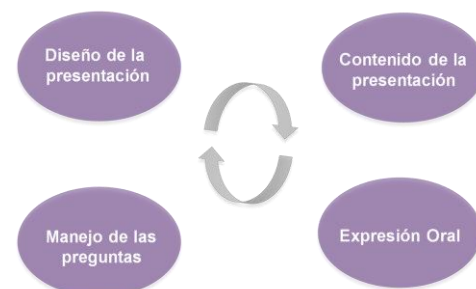 Diseño de la
presentación
Contenido de la
presentación
Manejo de las
preguntas
Expresión Oral